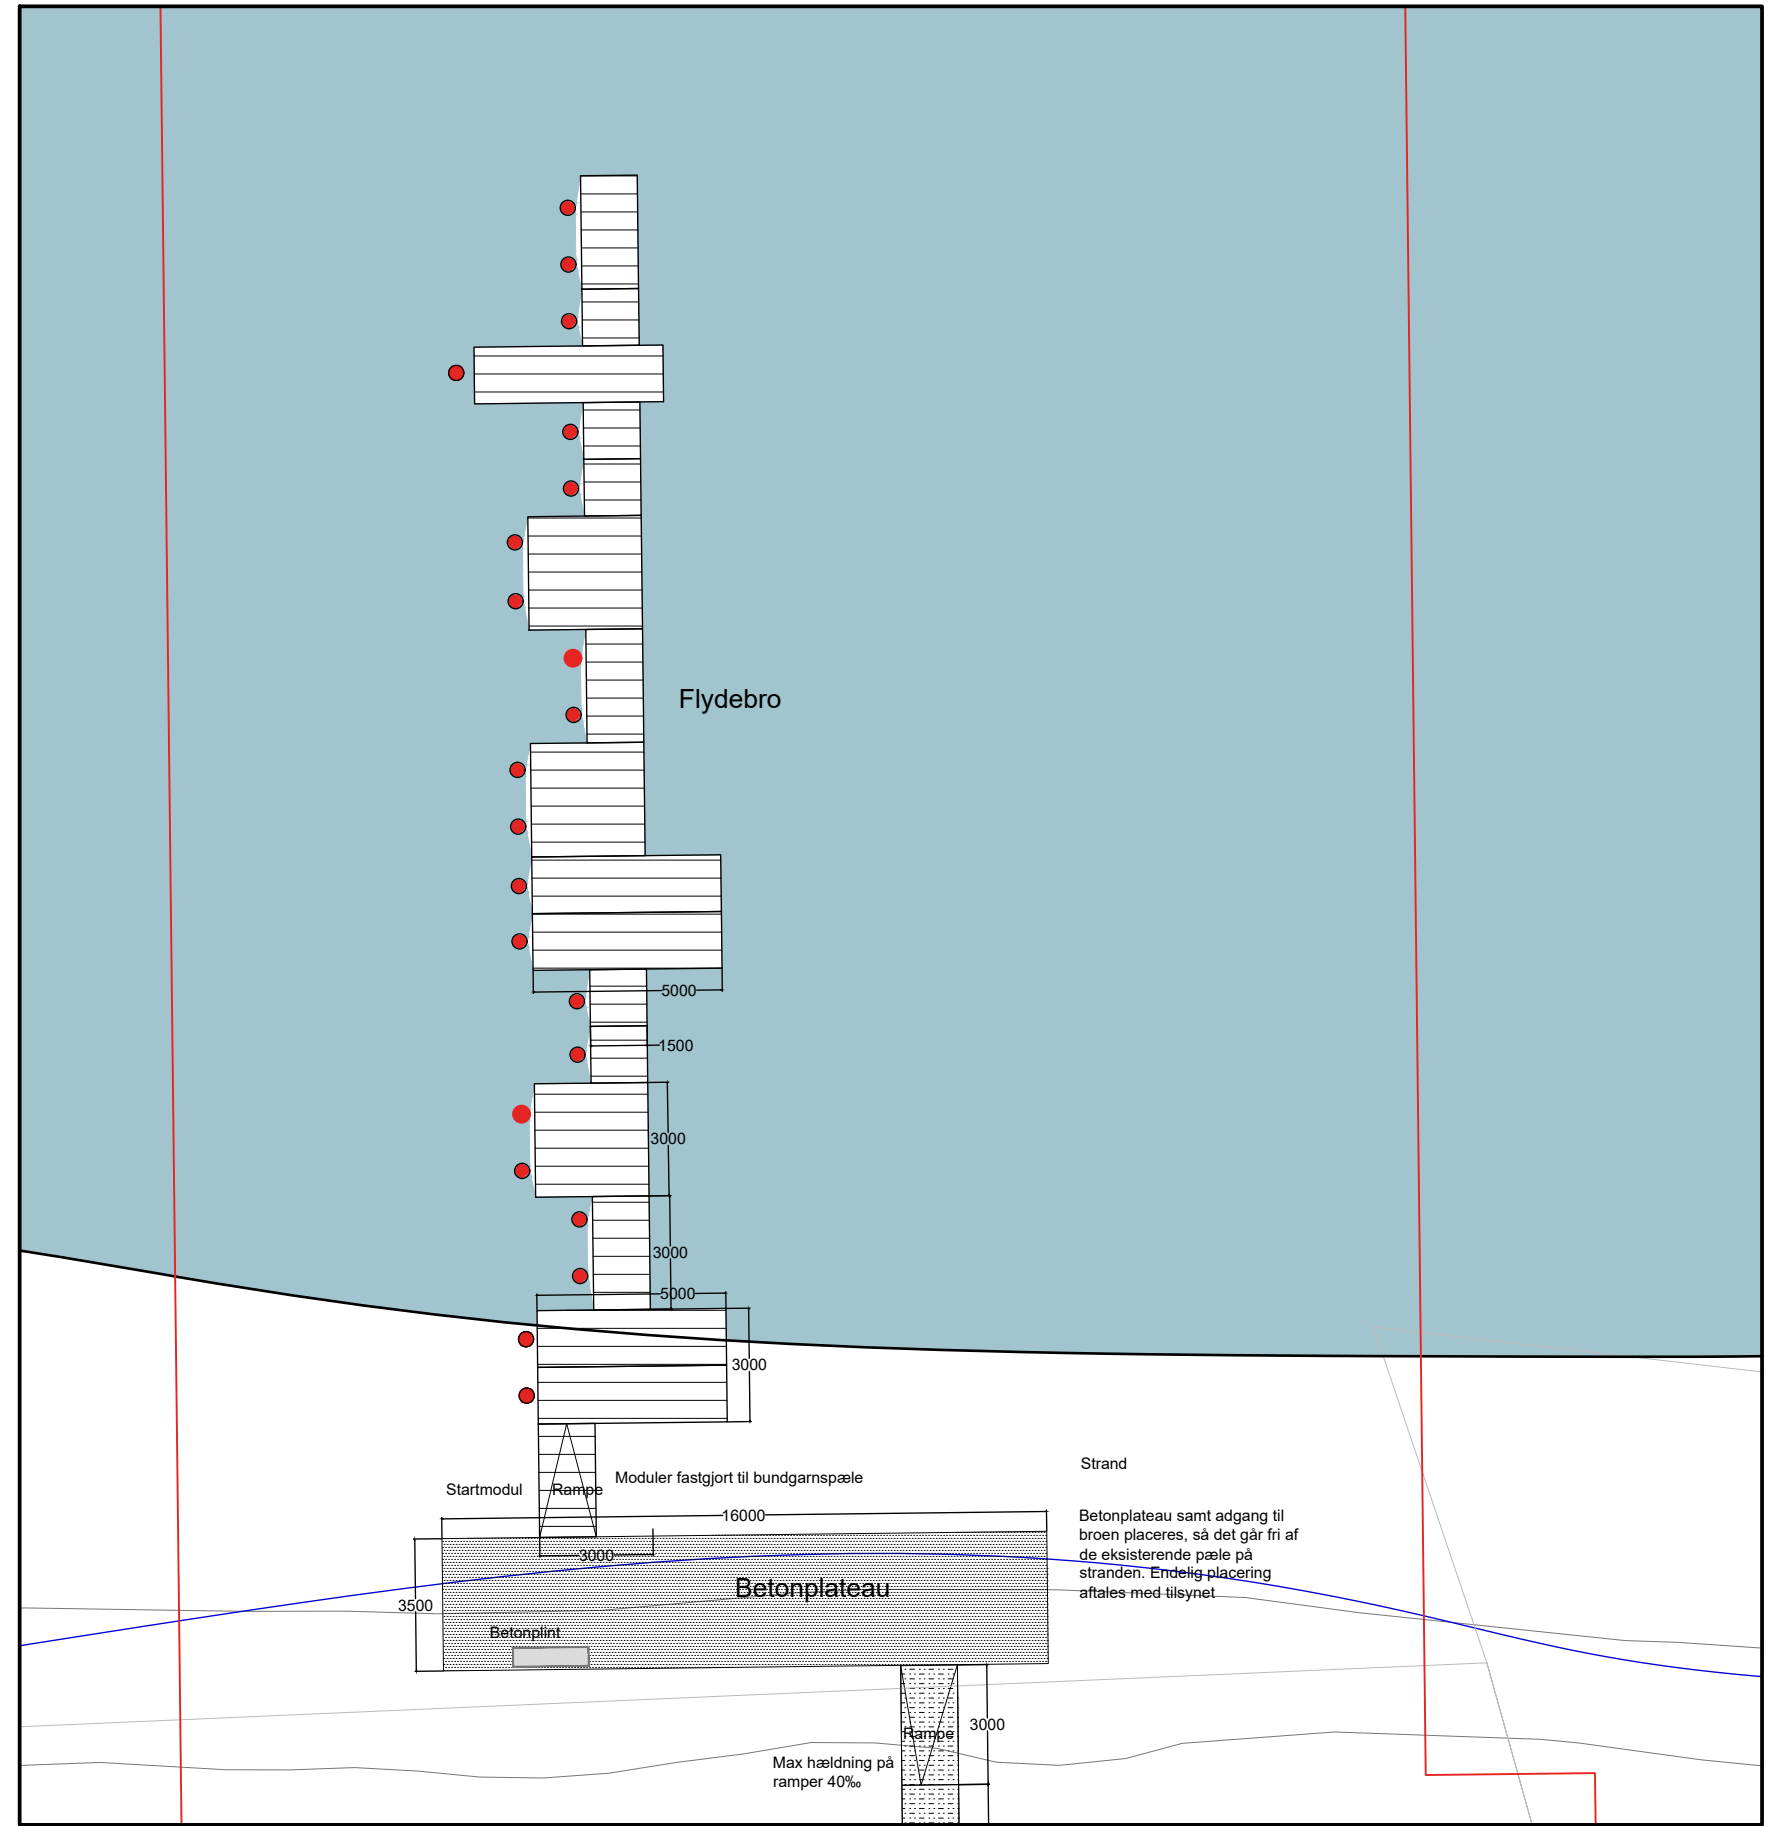 Flydebro
5000
1500
3000
3000
5000
3000
Strand
Moduler fastgjort til bundgarnspæle
Startmodul
Rampe
16000
Betonplateau samt adgang til
broen placeres, så det går fri af
de eksisterende pæle på
stranden. Endelig placering
aftales med tilsynet
3000
Betonplateau
3500
Betonplint
3000
Rampe
Max hældning på
ramper 40‰